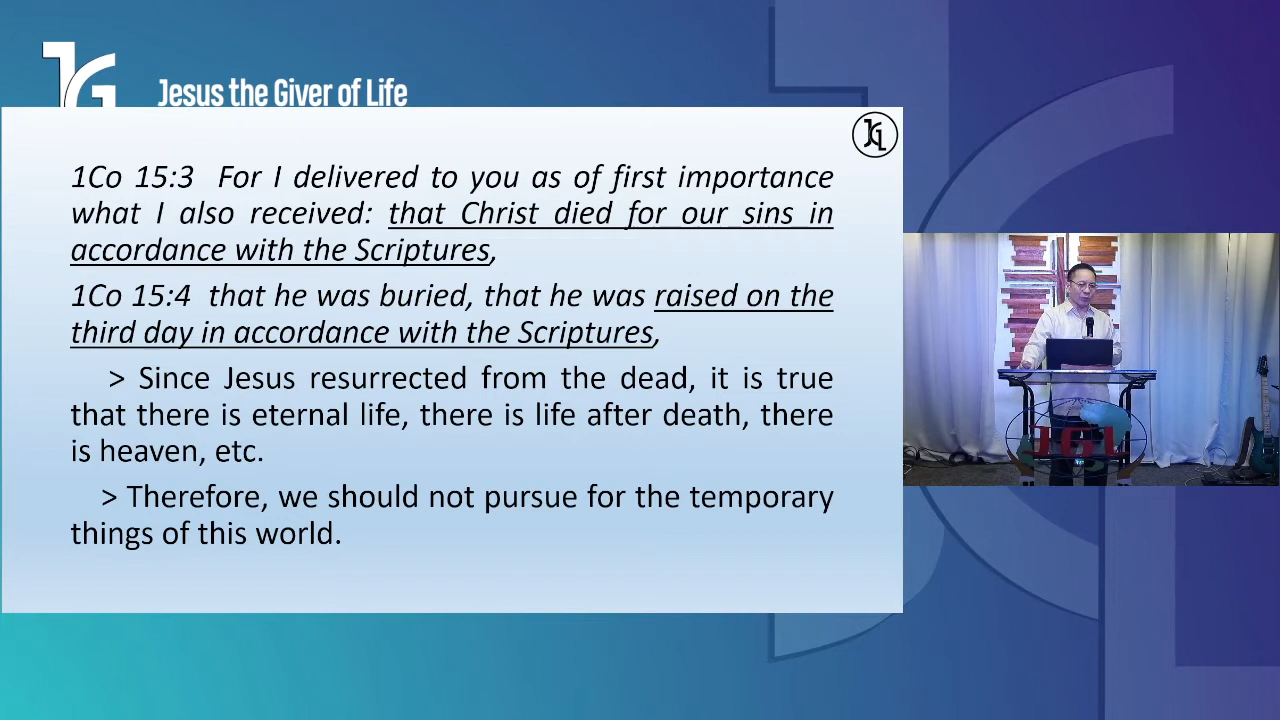 JG
Jesus the Giver of Life
JGL
1Co 15:3 For I delivered to you as of first importance
what I also received: that Christ died for our sins in
accordance with the Scriptures,
1Co 15:4 that he was buried, that he was raised on the
third day in accordance with the Scriptures,
> Since Jesus resurrected from the dead, it is true
that there is eternal life, there is life after death, there
is heaven, etc.
> Therefore, we should not pursue for the temporary
things of this world.
JGL